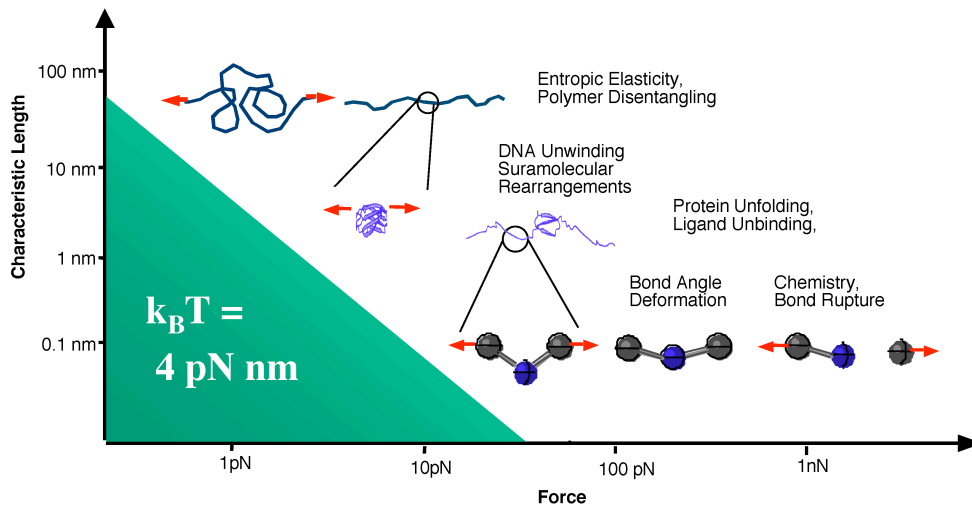 100 nm
Entropic Elasticity,
Polymer Disentangling
DNA Unwinding
Suramolecular
Rearrangements
10 nm
Protein Unfolding,
Ligand Unbinding,
Characteristic Length
1 nm
Bond Angle
Deformation
Chemistry,
Bond Rupture
kBT =
4 pN nm
0.1 nm
1pN
10pN
100 pN
1nN
Force